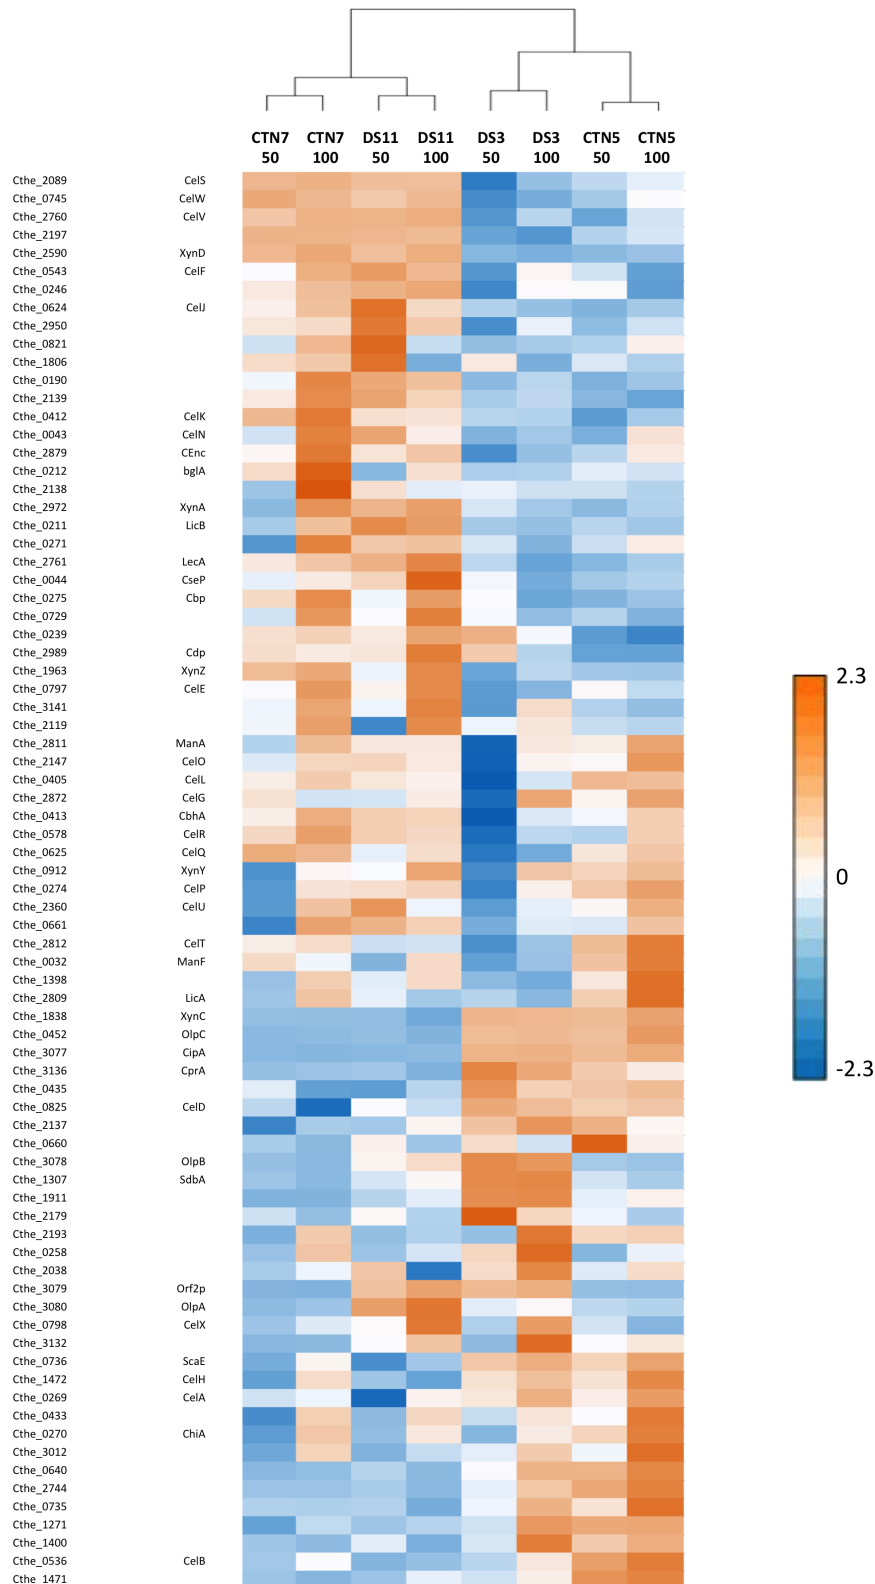 CTN7 CTN7 DS11 DS11 DS3 DS3 CTN5 CTN5
50 100 50 100 50 100 50 100
Cthe_2089 CelS
Cthe_0745 CelW
Cthe_2760 CelV
Cthe_2197
Cthe_2590 XynD
Cthe_0543 CelF
Cthe_0246
Cthe_0624 CelJ
Cthe_2950
Cthe_0821
Cthe_1806
Cthe_0190
Cthe_2139
Cthe_0412 CelK
Cthe_0043 CelN
Cthe_2879 CEnc
Cthe_0212 bglA
Cthe_2138
Cthe_2972 XynA
Cthe_0211 LicB
Cthe_0271
Cthe_2761 LecA
Cthe_0044 CseP
Cthe_0275 Cbp
Cthe_0729
Cthe_0239
Cthe_2989 Cdp
Cthe_1963 XynZ
Cthe_0797 CelE
Cthe_3141
Cthe_2119
Cthe_2811 ManA
Cthe_2147 CelO
Cthe_0405 CelL
Cthe_2872 CelG
Cthe_0413 CbhA
Cthe_0578 CelR
Cthe_0625 CelQ
Cthe_0912 XynY
Cthe_0274 CelP
Cthe_2360 CelU
Cthe_0661
Cthe_2812 CelT
Cthe_0032 ManF
Cthe_1398
Cthe_2809 LicA
Cthe_1838 XynC
Cthe_0452 OlpC
Cthe_3077 CipA
Cthe_3136 CprA
Cthe_0435
Cthe_0825 CelD
Cthe_2137
Cthe_0660
Cthe_3078 OlpB
Cthe_1307 SdbA
Cthe_1911
Cthe_2179
Cthe_2193
Cthe_0258
Cthe_2038
Cthe_3079 Orf2p
Cthe_3080 OlpA
Cthe_0798 CelX
Cthe_3132
Cthe_0736 ScaE
Cthe_1472 CelH
Cthe_0269 CelA
Cthe_0433
Cthe_0270 ChiA
Cthe_3012
Cthe_0640
Cthe_2744
Cthe_0735
Cthe_1271
Cthe_1400
Cthe_0536 CelB
Cthe_1471
2.3
0
-2.3